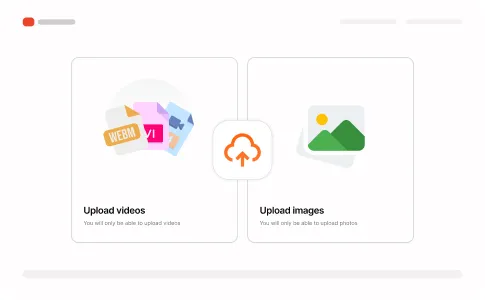 WEBM
VI
Upload videos
You will only be able to upload videos
Upload images
You will only be able to upload photos